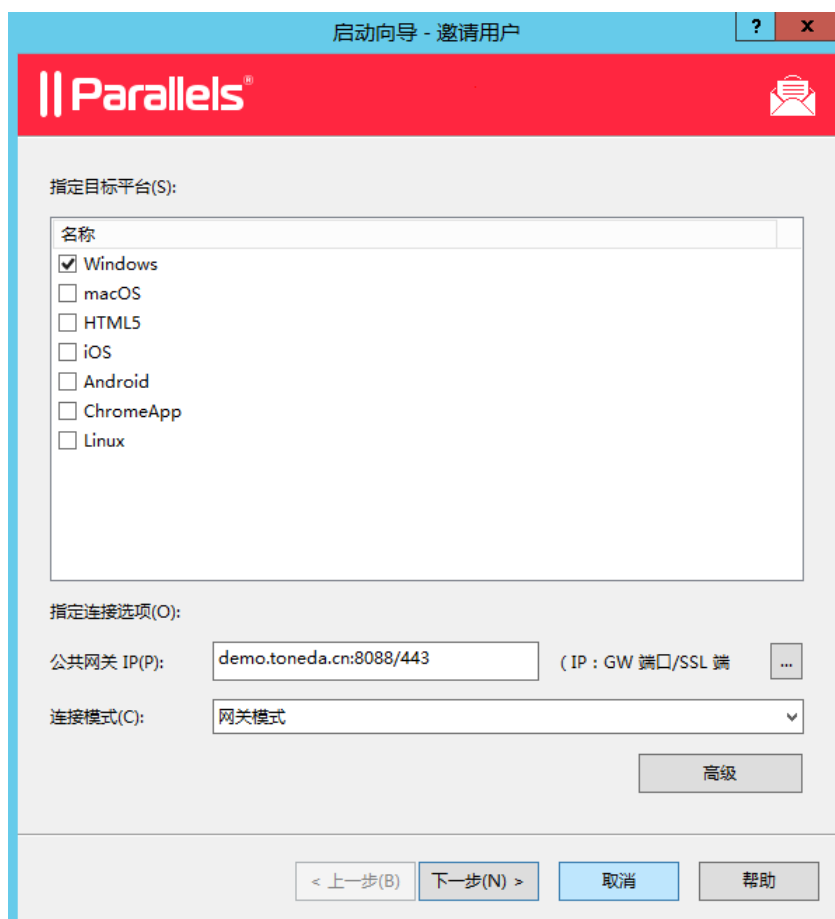 启动向导 - 邀请用户
? x
Parallels®
指定目标平台(S):
名称
Windows
macOS
HTML5
iOS
Android
ChromeApp
Linux
指定连接选项(O):
公共网关 IP(P): demo.toneda.cn:8088/443 ( IP : GW 端口/SSL 端 ...
连接模式(C): 网关模式
高级
< 上一步(B) 下一步(N) > 取消 帮助